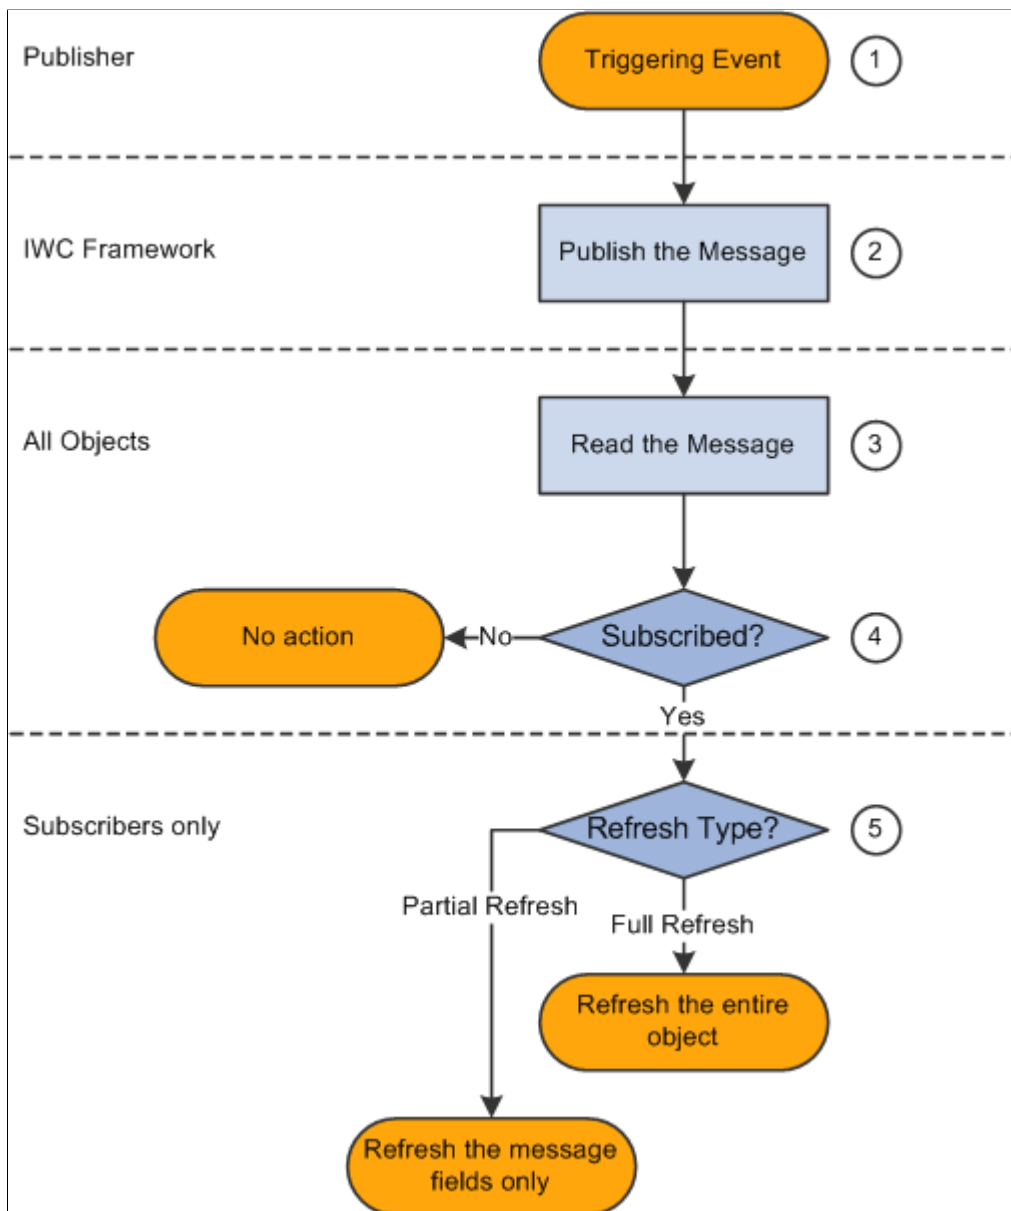 Publisher
Triggering Event
1
IWC Framework
Publish the Message
2
All Objects
Read the Message
3
No action
No
Subscribed?
4
Yes
Subscribers only
Refresh Type?
5
Partial Refresh
Full Refresh
Refresh the entire
object
Refresh the message
fields only